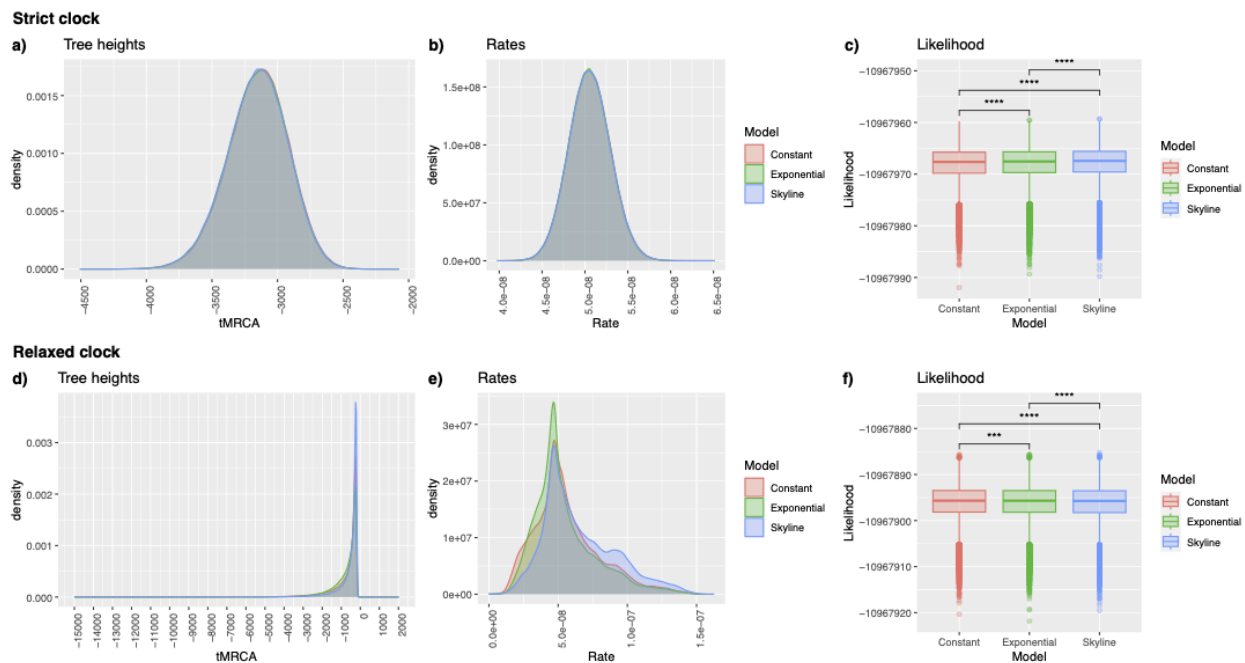 Strict clock
a) Tree heights
density
0.0015
0.0010
0.0005
0.0000
-4500
-4000
-3500
-3000
-2500
-2000
tMRCA
b) Rates
density
1.5e+08
1.0e+08
5.0e+07
0.0e+00
4.0e-08
4.5e-08
5.0e-08
5.5e-08
6.0e-08
6.5e-08
Rate
Model
Constant
Exponential
Skyline
c) Likelihood
Likelihood
-10967950
-10967960
-10967970
-10967980
-10967990
****
****
****
Constant Exponential Skyline
Model
Model
Constant
Exponential
Skyline
Relaxed clock
d) Tree heights
density
0.003
0.002
0.001
0.000
-15000
-14000
-13000
-12000
-11000
-10000
-9000
-8000
-7000
-6000
-5000
-4000
-3000
-2000
-1000
0
1000
2000
tMRCA
e) Rates
density
3e+07
2e+07
1e+07
0e+00
0.0e+00
5.0e-08
1.0e-07
1.5e-07
Rate
Model
Constant
Exponential
Skyline
f) Likelihood
Likelihood
-10967880
-10967890
-10967900
-10967910
-10967920
****
****
***
Constant Exponential Skyline
Model
Model
Constant
Exponential
Skyline